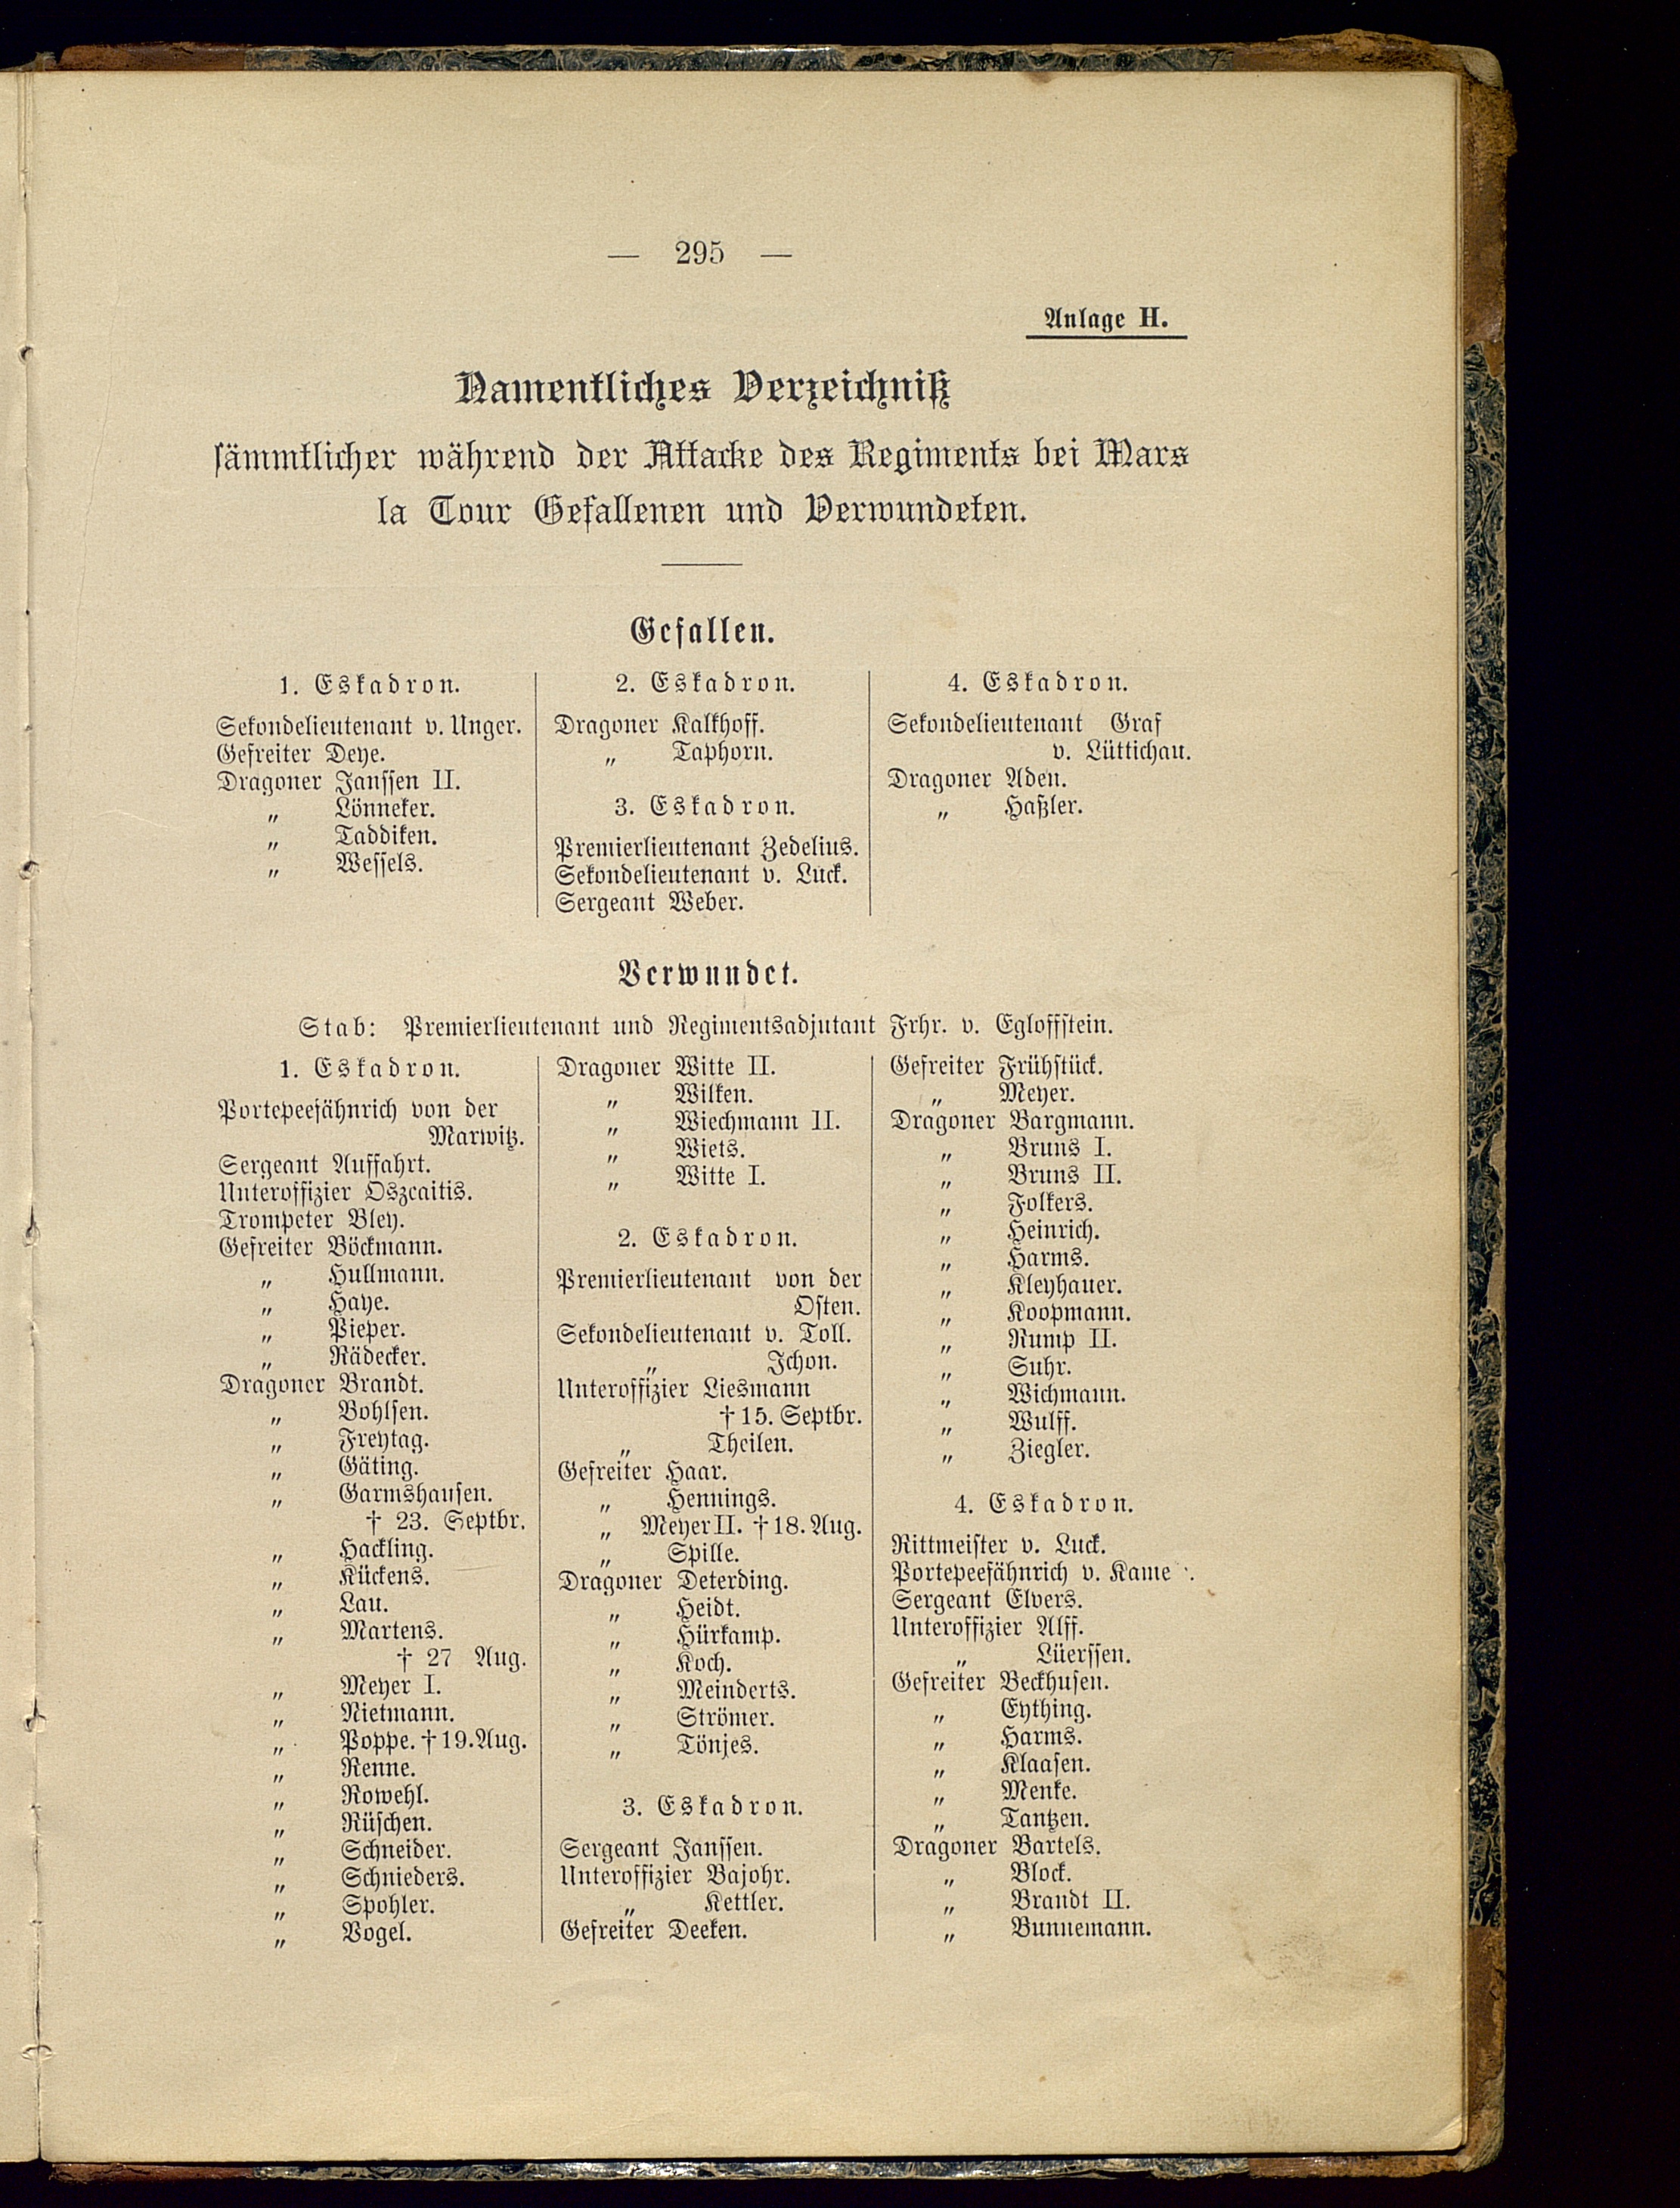 — 295 —
Anlage H.
Namentliches Verzeichniß
sämmtlicher während der Attacke des Regiments bei Mars
la Tour Gefallenen und Verwundeten.
Gefallen.
1. Eskadron.
Sekondelieutenant v. Unger.
Gefreiter Deye.
Dragoner Janssen II.
„ Lönneker.
„ Taddiken.
„ Wessels.
2. Eskadron.
Dragoner Kalkhoff.
„ Taphorn.
3. Eskadron.
Premierlieutenant Zedelius.
Sekondelieutenant v. Luck.
Sergeant Weber.
4. Eskadron.
Sekondelieutenant Graf
v. Lüttichau.
Dragoner Aden.
„ Haßler.
Verwundet.
Stab: Premierlieutenant und Regimentsadjutant Frhr. v. Egloffstein.
1. Eskadron.
Portepeefähnrich von der
Marwitz.
Sergeant Auffahrt.
Unteroffizier Oszcaitis.
Trompeter Bley.
Gefreiter Böckmann.
„ Hullmann.
„ Haye.
„ Pieper.
„ Rädecker.
Dragoner Brandt.
„ Bohlsen.
„ Freytag.
„ Gäting.
„ Garmshausen.
† 23. Septbr.
„ Hackling.
„ Kückens.
„ Lau.
„ Martens.
† 27 Aug.
„ Meyer I.
„ Nietmann.
„ Poppe. † 19. Aug.
„ Renne.
„ Rowehl.
„ Rüschen.
„ Schneider.
„ Schnieders.
„ Spohler.
„ Vogel.
Dragoner Witte II.
„ Wilken.
„ Wiechmann II.
„ Wiets.
„ Witte I.
2. Eskadron.
Premierlieutenant von der
Osten.
Sekondelieutenant v. Toll.
„ Ichon.
Unteroffizier Liesmann
† 15. Septbr.
„ Theilen.
Gefreiter Haar.
„ Hennings.
„ Meyer II. † 18. Aug.
„ Spille.
Dragoner Deterding.
„ Heidt.
„ Hürkamp.
„ Koch.
„ Meinderts.
„ Strömer.
„ Tönjes.
3. Eskadron.
Sergeant Janssen.
Unteroffizier Bajohr.
„ Kettler.
Gefreiter Deeken.
Gefreiter Frühstück.
„ Meyer.
Dragoner Bargmann.
„ Bruns I.
„ Bruns II.
„ Folkers.
„ Heinrich.
„ Harms.
„ Kleyhauer.
„ Koopmann.
„ Rump II.
„ Suhr.
„ Wichmann.
„ Wulff.
„ Ziegler.
4. Eskadron.
Rittmeister v. Luck.
Portepeefähnrich v.
Sergeant Elvers.
Unteroffizier Alff.
„ Lüerssen.
Gefreiter Beckhusen.
„ Eything.
„ Harms.
„ Klaasen.
„ Menke.
„ Tantzen.
Dragoner Bartels.
„ Block.
„ Brandt II.
„ Bunnemann.